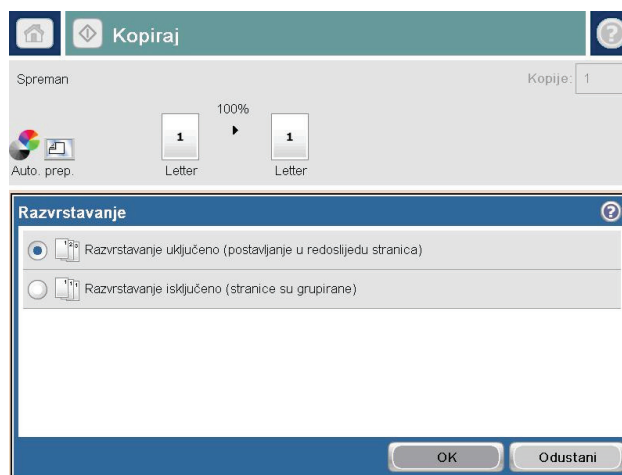 Kopiraj
Spreman
Kopije: 1
100%
1
1
Auto. prep.
Letter
Letter
Razvrstavanje
Razvrstavanje uključeno (postavljanje u redoslijedu stranica)
Razvrstavanje isključeno (stranice su grupirane)
OK
Odustani